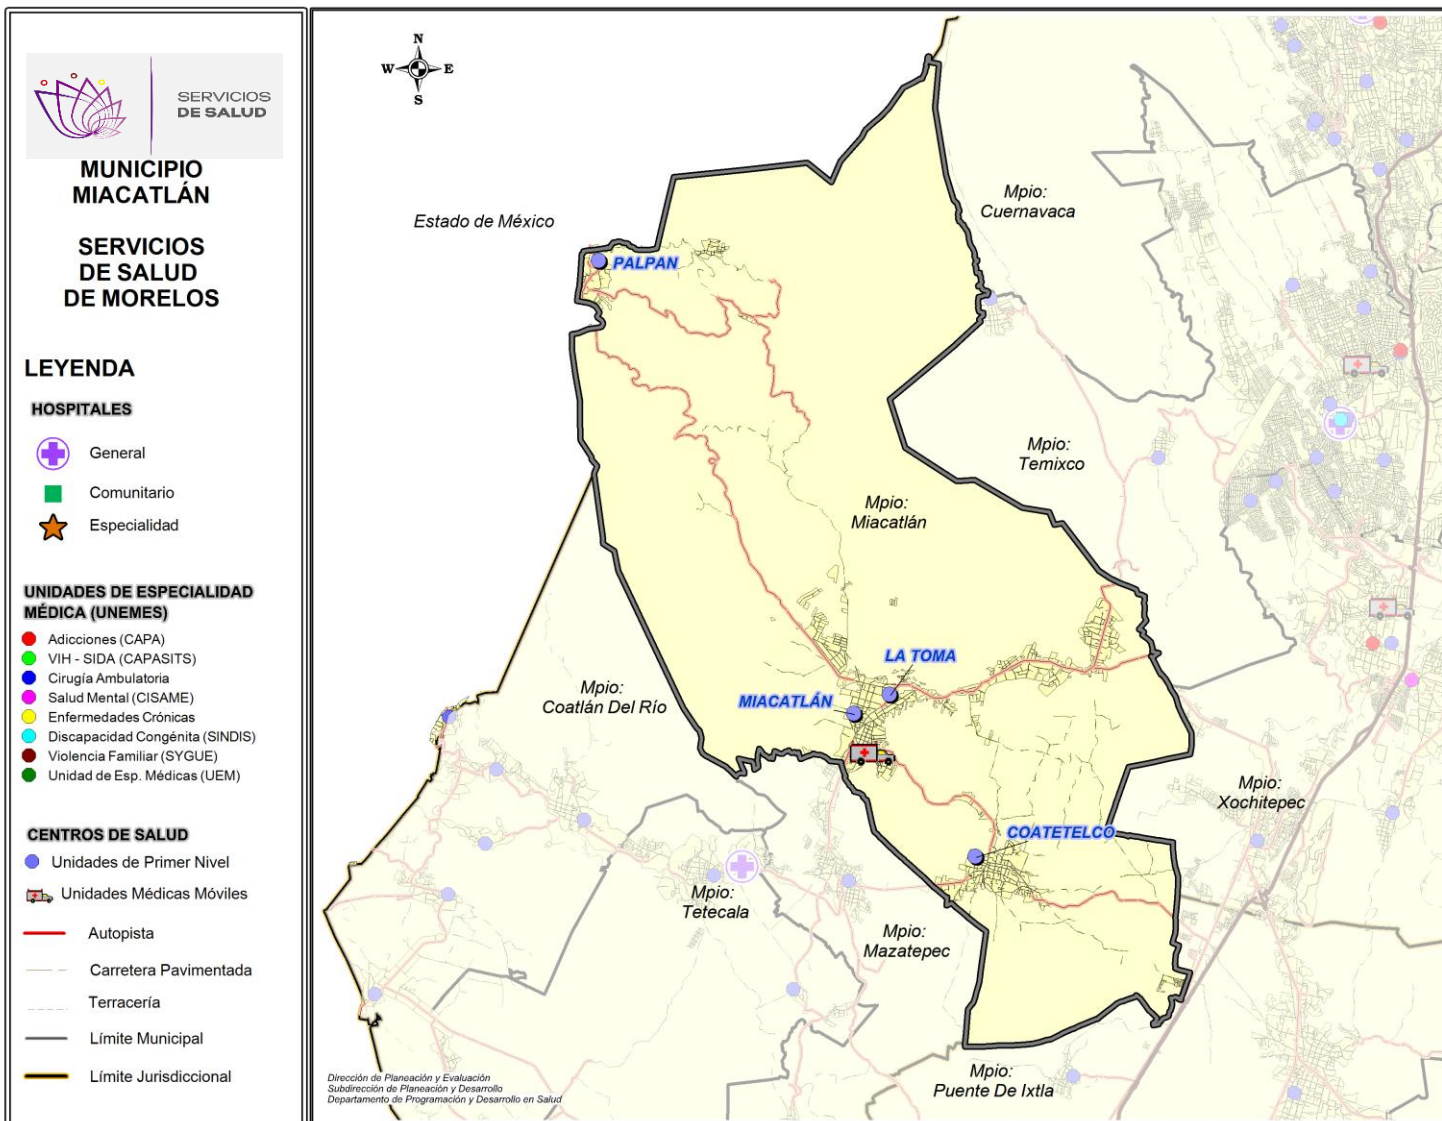 SERVICIOS
DE SALUD
MUNICIPIO
MIACATLÁN
SERVICIOS
DE SALUD
DE MORELOS
LEYENDA
HOSPITALES
General
Comunitario
Especialidad
UNIDADES DE ESPECIALIDAD
MÉDICA (UNEMES)
Adicciones (CAPA)
VIH - SIDA (CAPASITS)
Cirugía Ambulatoria
Salud Mental (CISAME)
Enfermedades Crónicas
Discapacidad Congénita (SINDIS)
Violencia Familiar (SYGUE)
Unidad de Esp. Médicas (UEM)
CENTROS DE SALUD
Unidades de Primer Nivel
Unidades Médicas Móviles
Autopista
Carretera Pavimentada
Terracería
Límite Municipal
Límite Jurisdiccional
N
W E
S
Estado de México
Mpio:
Cuernavaca
PALPAN
Mpio:
Temixco
Mpio:
Miacatlán
LA TOMA
MIACATLÁN
Mpio:
Coatlán Del Río
Mpio:
Xochitepec
COATETELCO
Mpio:
Tetecala
Mpio:
Mazatepec
Mpio:
Puente De Ixtla
Dirección de Planeación y Evaluación
Subdirección de Planeación y Desarrollo
Departamento de Programación y Desarrollo en Salud